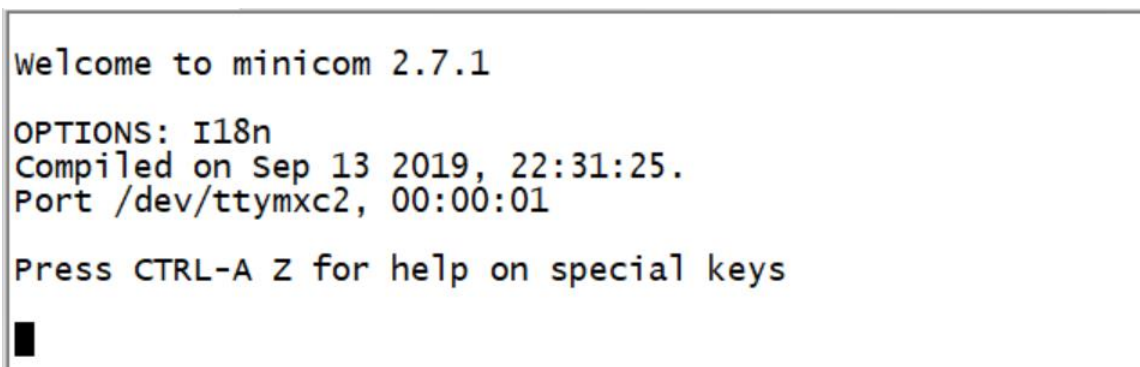 Welcome to minicom 2.7.1
OPTIONS: I18n
Compiled on Sep 13 2019, 22:31:25.
Port /dev/ttymxc2, 00:00:01
Press CTRL-A Z for help on special keys